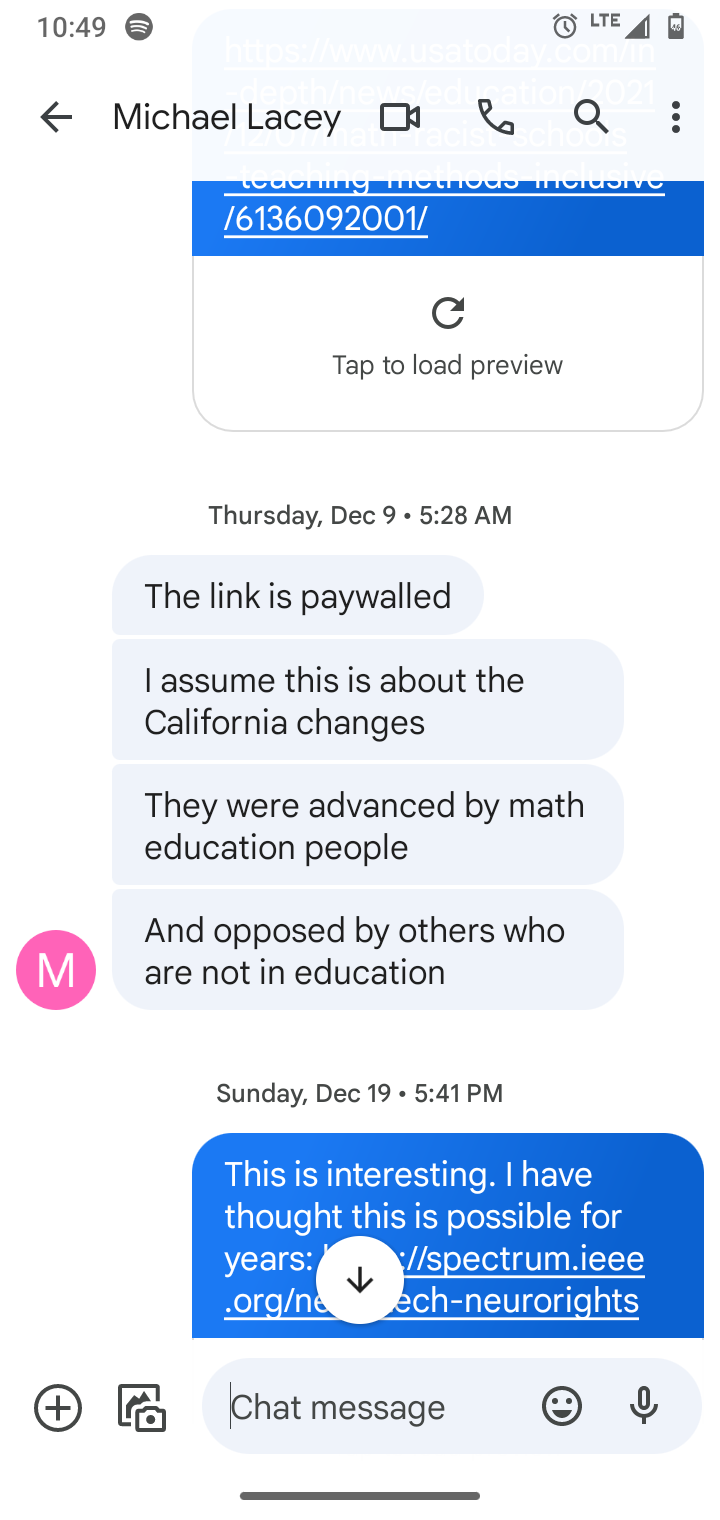 10:49
LTE
46
https://www.usatoday.com/in
-depth/news/education/2021
Michael Lacey
/12/01/math-racist-schools
-teaching-methods-inclusive
/6136092001/
Tap to load preview
Thursday, Dec 9 • 5:28 AM
The link is paywalled
I assume this is about the
California changes
They were advanced by math
education people
And opposed by others who
are not in education
M
Sunday, Dec 19 • 5:41 PM
This is interesting. I have
thought this is possible for
years: ://spectrum.ieee
.org/ne ech-neurorights
Chat message